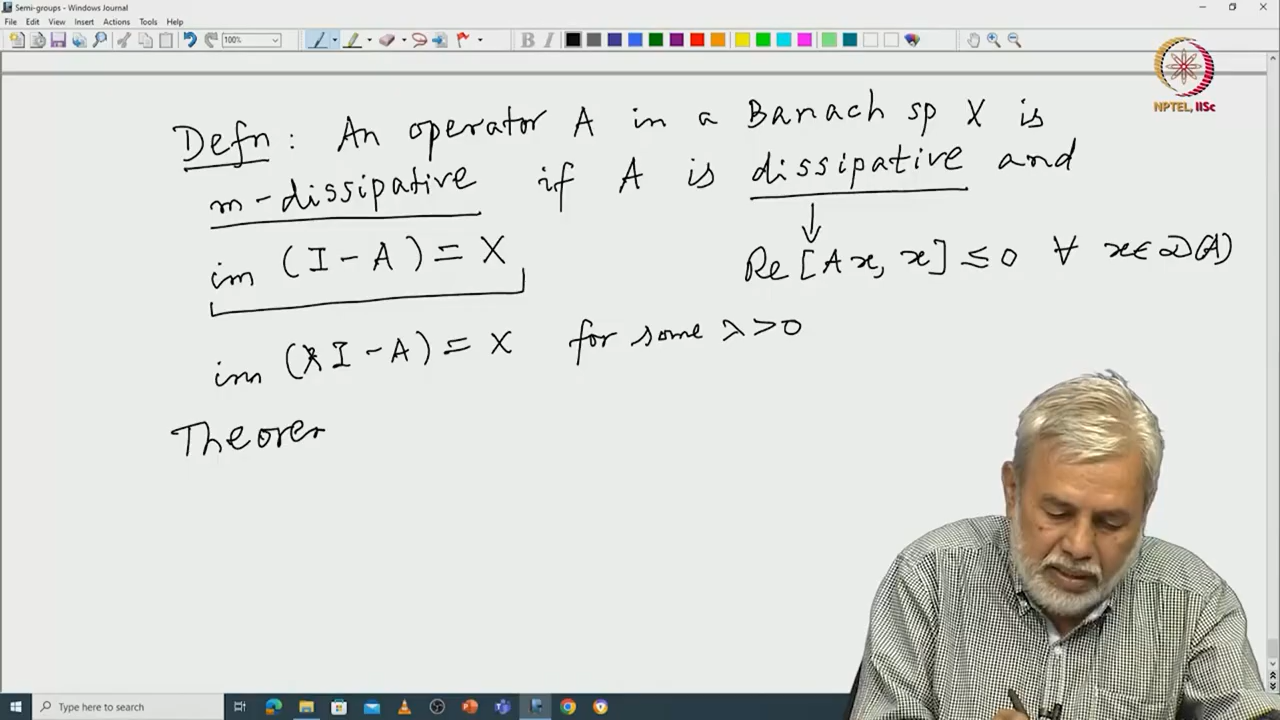 Semi-groups - Windows Journal
File Edit View Insert Actions Tools Help
100%
NPTEL, IISc
Defn : An operator A in a Banach sp X is
m-dissipative if A is dissipative and
im (I - A) = X
Re [Ax, x] ≤ 0 ∀ x ∈ D(A)
im (λI - A) = X for some λ > 0
Theorem
Type here to search